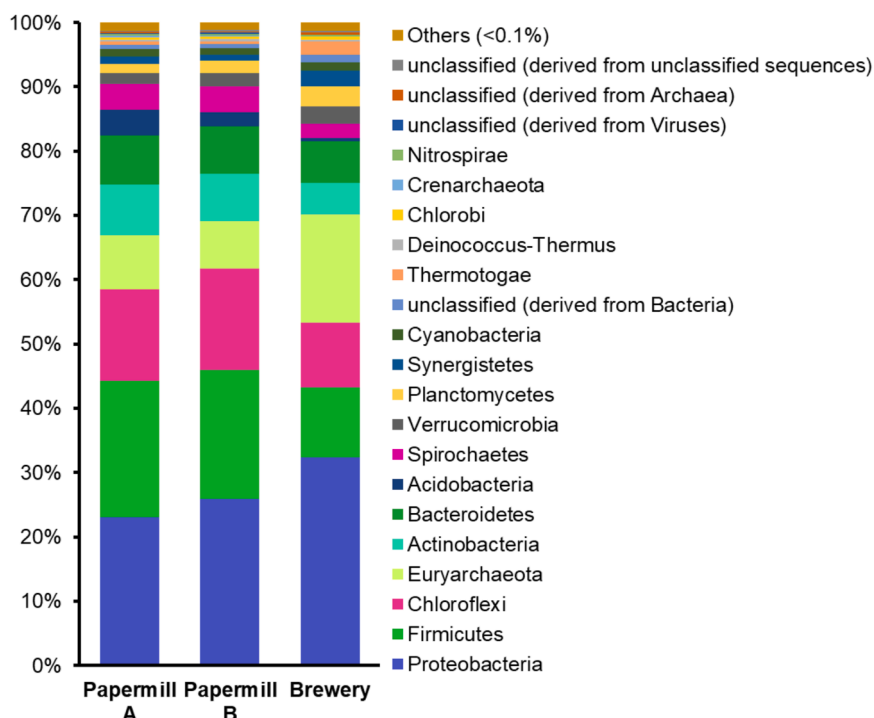 100%
90%
80%
70%
60%
50%
40%
30%
20%
10%
0%
Papermill A
Papermill B
Brewery
Others (<0.1%)
unclassified (derived from unclassified sequences)
unclassified (derived from Archaea)
unclassified (derived from Viruses)
Nitrospirae
Crenarchaeota
Chlorobi
Deinococcus-Thermus
Thermotogae
unclassified (derived from Bacteria)
Cyanobacteria
Synergistetes
Planctomycetes
Verrucomicrobia
Spirochaetes
Acidobacteria
Bacteroidetes
Actinobacteria
Euryarchaeota
Chloroflexi
Firmicutes
Proteobacteria